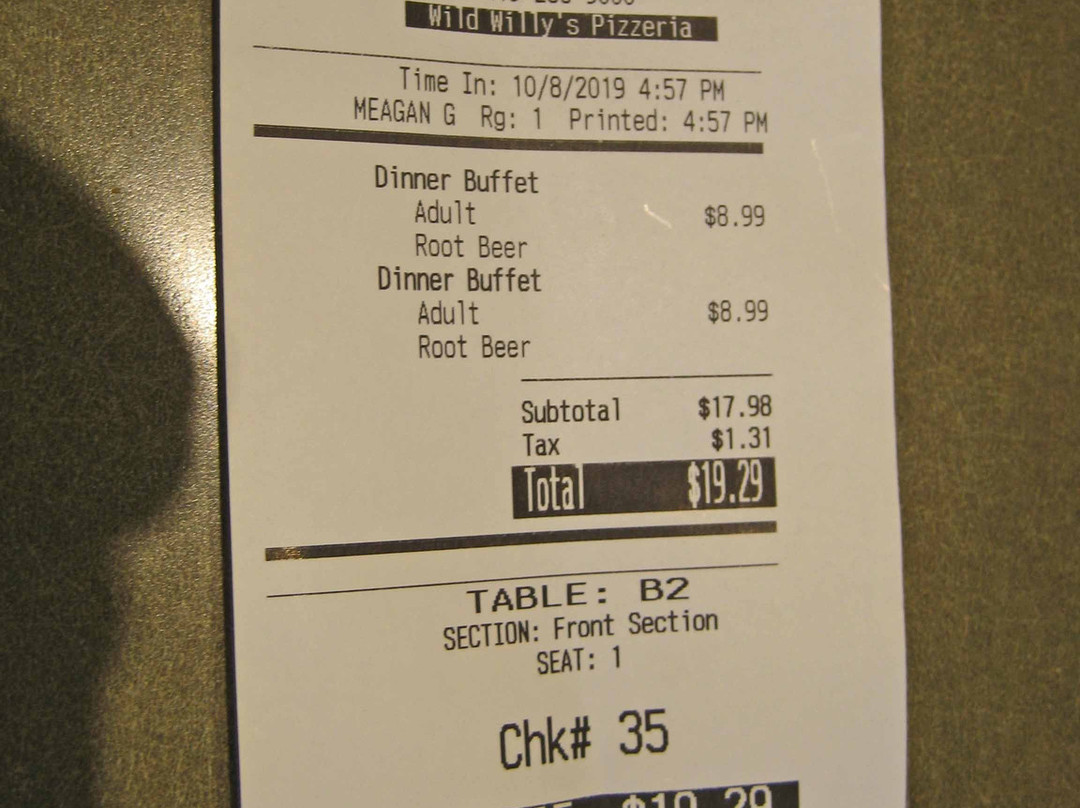 Wild Willy's Pizzeria
Time In: 10/8/2019 4:57 PM
MEAGAN G Rg: 1 Printed: 4:57 PM
Dinner Buffet
Adult $8.99
Root Beer
Dinner Buffet
Adult $8.99
Root Beer
Subtotal $17.98
Tax $1.31
Total $19.29
TABLE: B2
SECTION: Front Section
SEAT: 1
Chk# 35
$19.29